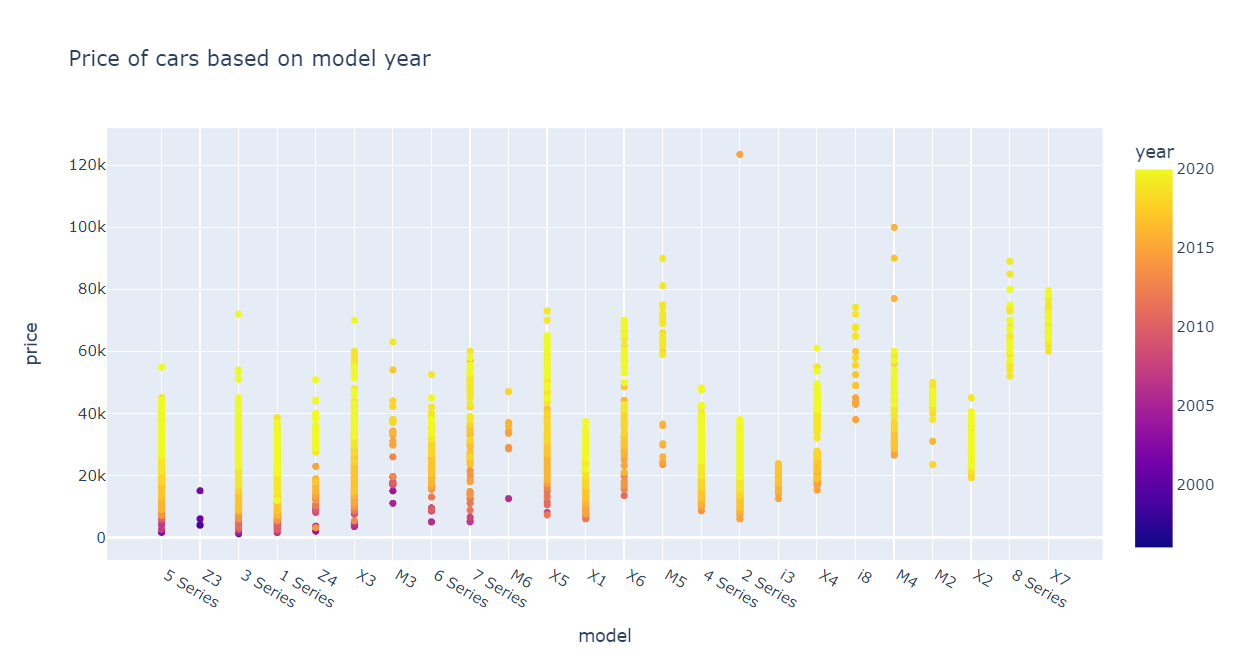 Price of cars based on model year
year
120k
100k
80k
60k
40k
20k
0
price
2020
2015
2010
2005
2000
5 Series
Z3
3 Series
1 Series
Z4
X3
M3
6 Series
7 Series
M6
X5
X1
X6
M5
4 Series
2 Series
i3
X4
i8
M4
M2
X2
8 Series
X7
model